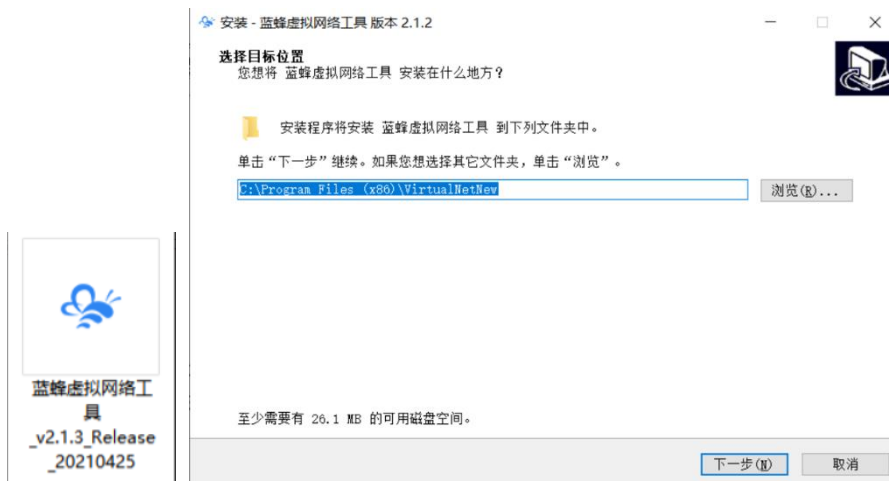 安装 - 蓝蜂虚拟网络工具 版本 2.1.2
选择目标位置
您想将 蓝蜂虚拟网络工具 安装在什么地方？
安装程序将安装 蓝蜂虚拟网络工具 到下列文件夹中。
单击“下一步”继续。如果您想选择其它文件夹，单击“浏览”。
C:\Program Files (x86)\VirtualNetNew
浏览(R)...
至少需要有 26.1 MB 的可用磁盘空间。
下一步(N)
取消
蓝蜂虚拟网络工
具
_v2.1.3_Release
_20210425